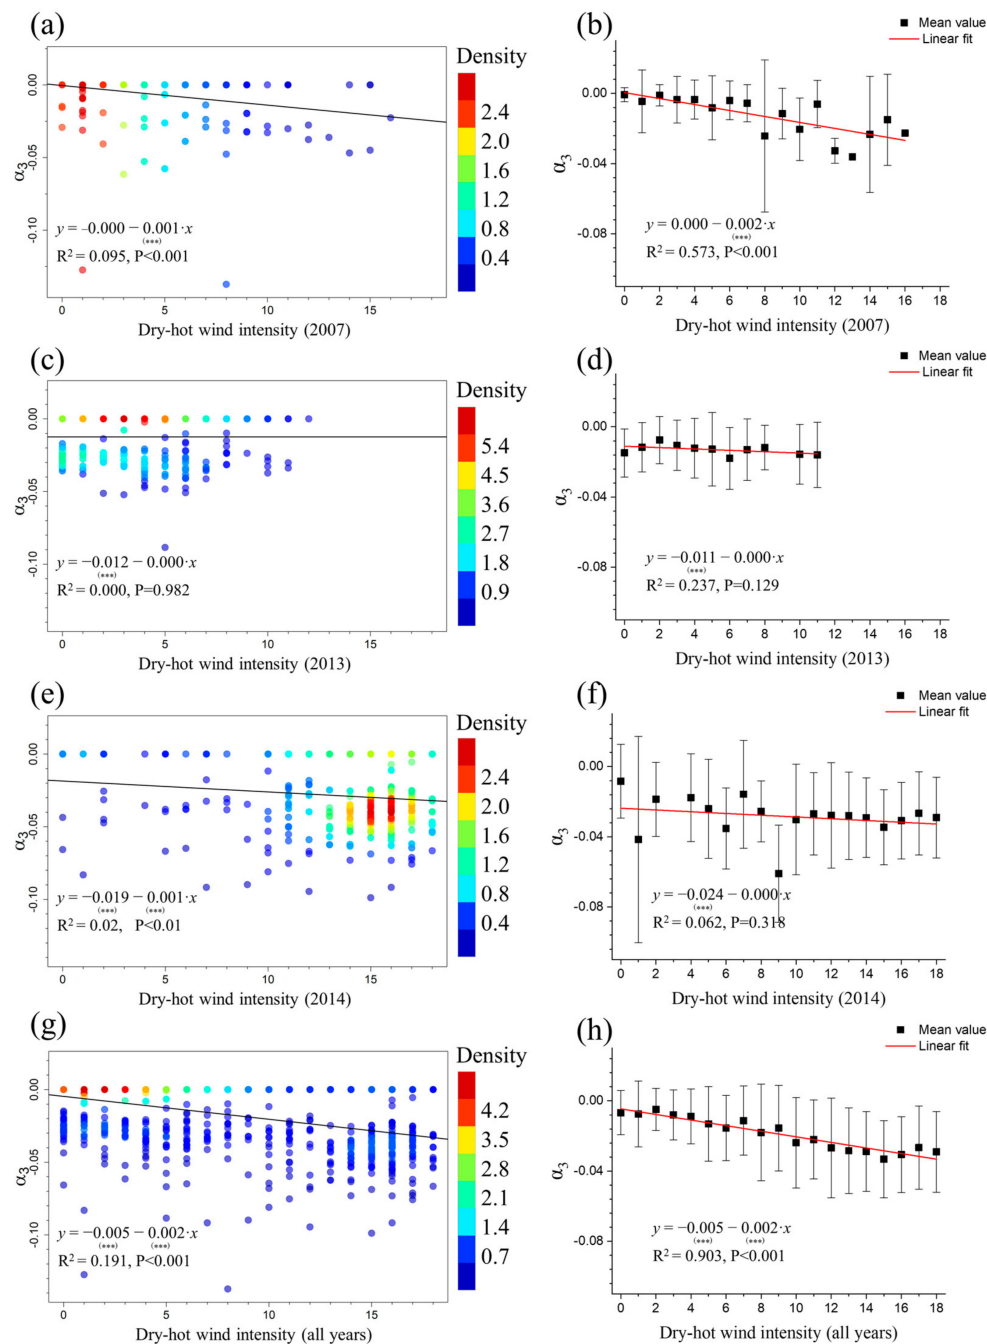 (a)
Density
0.00
-0.05
-0.10
α3
2.4
2.0
1.6
1.2
0.8
0.4
y = -0.000 − 0.001·x
(***)
R² = 0.095, P<0.001
0 5 10 15
Dry-hot wind intensity (2007)
(b)
Mean value
Linear fit
0.00
-0.04
-0.08
α3
y = 0.000 − 0.002·x
(***)
R² = 0.573, P<0.001
0 2 4 6 8 10 12 14 16 18
Dry-hot wind intensity (2007)
(c)
Density
0.00
-0.05
-0.10
α3
5.4
4.5
3.6
2.7
1.8
0.9
y = −0.012 − 0.000·x
(***)
R² = 0.000, P=0.982
0 5 10 15
Dry-hot wind intensity (2013)
(d)
Mean value
Linear fit
0.00
-0.04
-0.08
α3
y = −0.011 − 0.000·x
(***)
R² = 0.237, P=0.129
0 2 4 6 8 10 12 14 16 18
Dry-hot wind intensity (2013)
(e)
Density
0.00
-0.05
-0.10
α3
2.4
2.0
1.6
1.2
0.8
0.4
y = −0.019 − 0.001·x
(***) (***)
R² = 0.02, P<0.01
0 5 10 15
Dry-hot wind intensity (2014)
(f)
Mean value
Linear fit
0.00
-0.04
-0.08
α3
y = −0.024 − 0.000·x
(***)
R² = 0.062, P=0.318
0 2 4 6 8 10 12 14 16 18
Dry-hot wind intensity (2014)
(g)
Density
0.00
-0.05
-0.10
α3
4.2
3.5
2.8
2.1
1.4
0.7
y = −0.005 − 0.002·x
(***) (***)
R² = 0.191, P<0.001
0 5 10 15
Dry-hot wind intensity (all years)
(h)
Mean value
Linear fit
0.00
-0.04
-0.08
α3
y = −0.005 − 0.002·x
(***) (***)
R² = 0.903, P<0.001
0 2 4 6 8 10 12 14 16 18
Dry-hot wind intensity (all years)